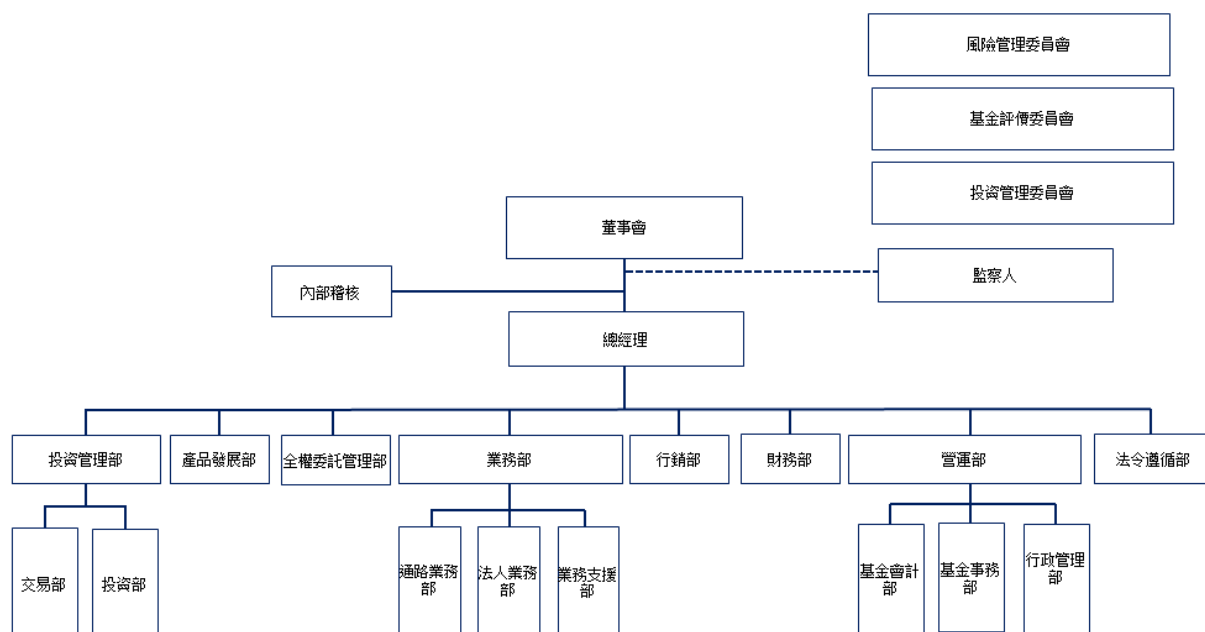 風險管理委員會
基金評價委員會
投資管理委員會
董事會
監察人
內部稽核
總經理
投資管理部
產品發展部
全權委託管理部
業務部
行銷部
財務部
營運部
法令遵循部
交易部
投資部
通路業務
部
法人業務
部
業務支援
部
基金會計
部
基金事務
部
行政管理
部